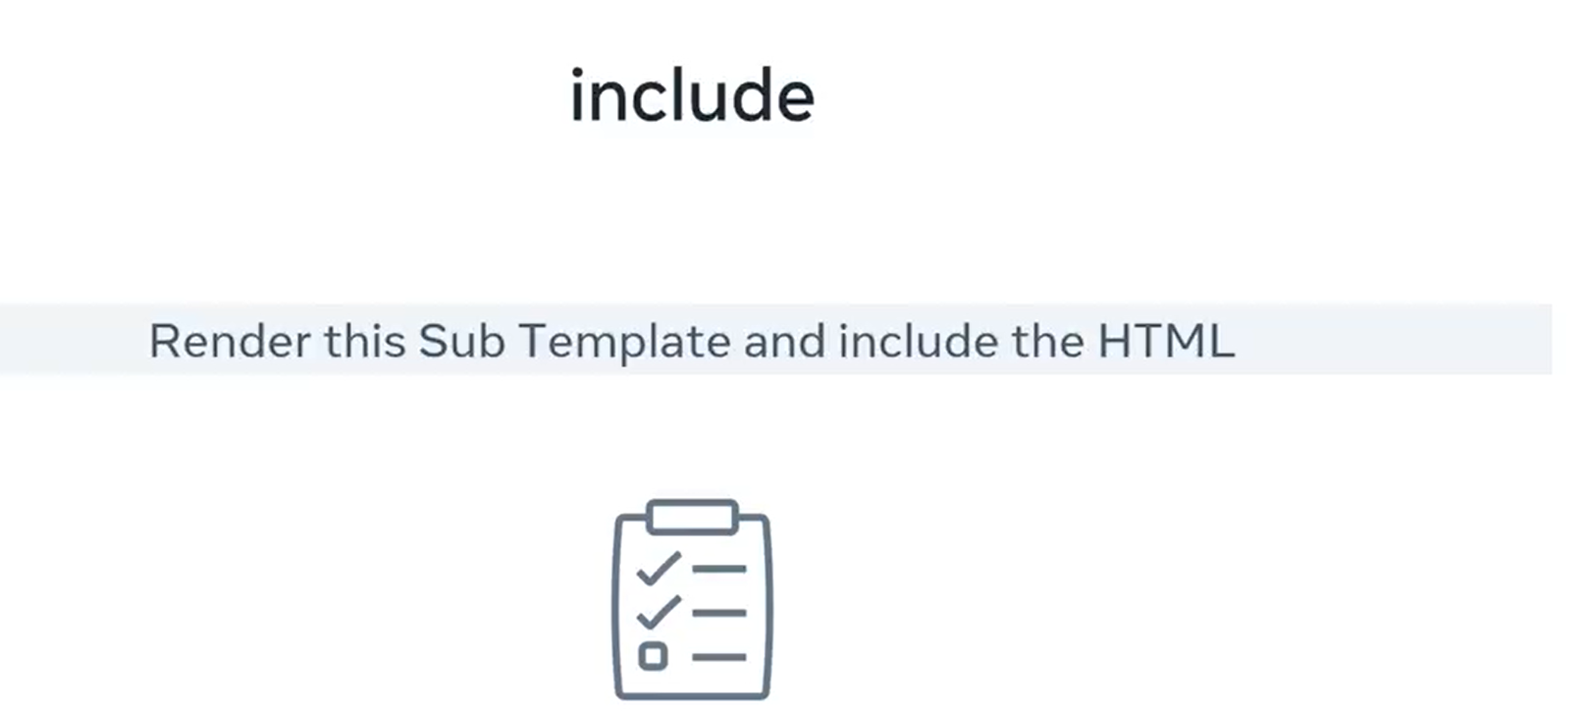 include
Render this Sub Template and include the HTML